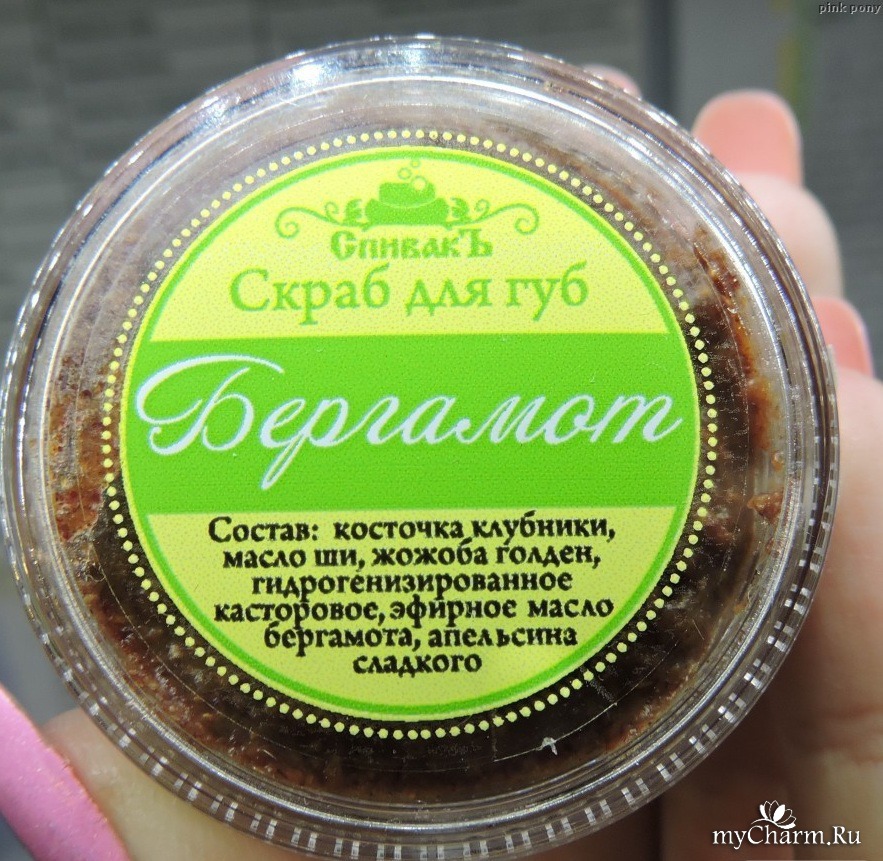 pink pony
СпивакЪ
Скраб для губ
Бергамот
Состав: косточка клубники,
масло ши, жожоба голден,
гидрогенизированное
касторовое, эфирное масло
бергамота, апельсина
сладкого
myCharm.Ru